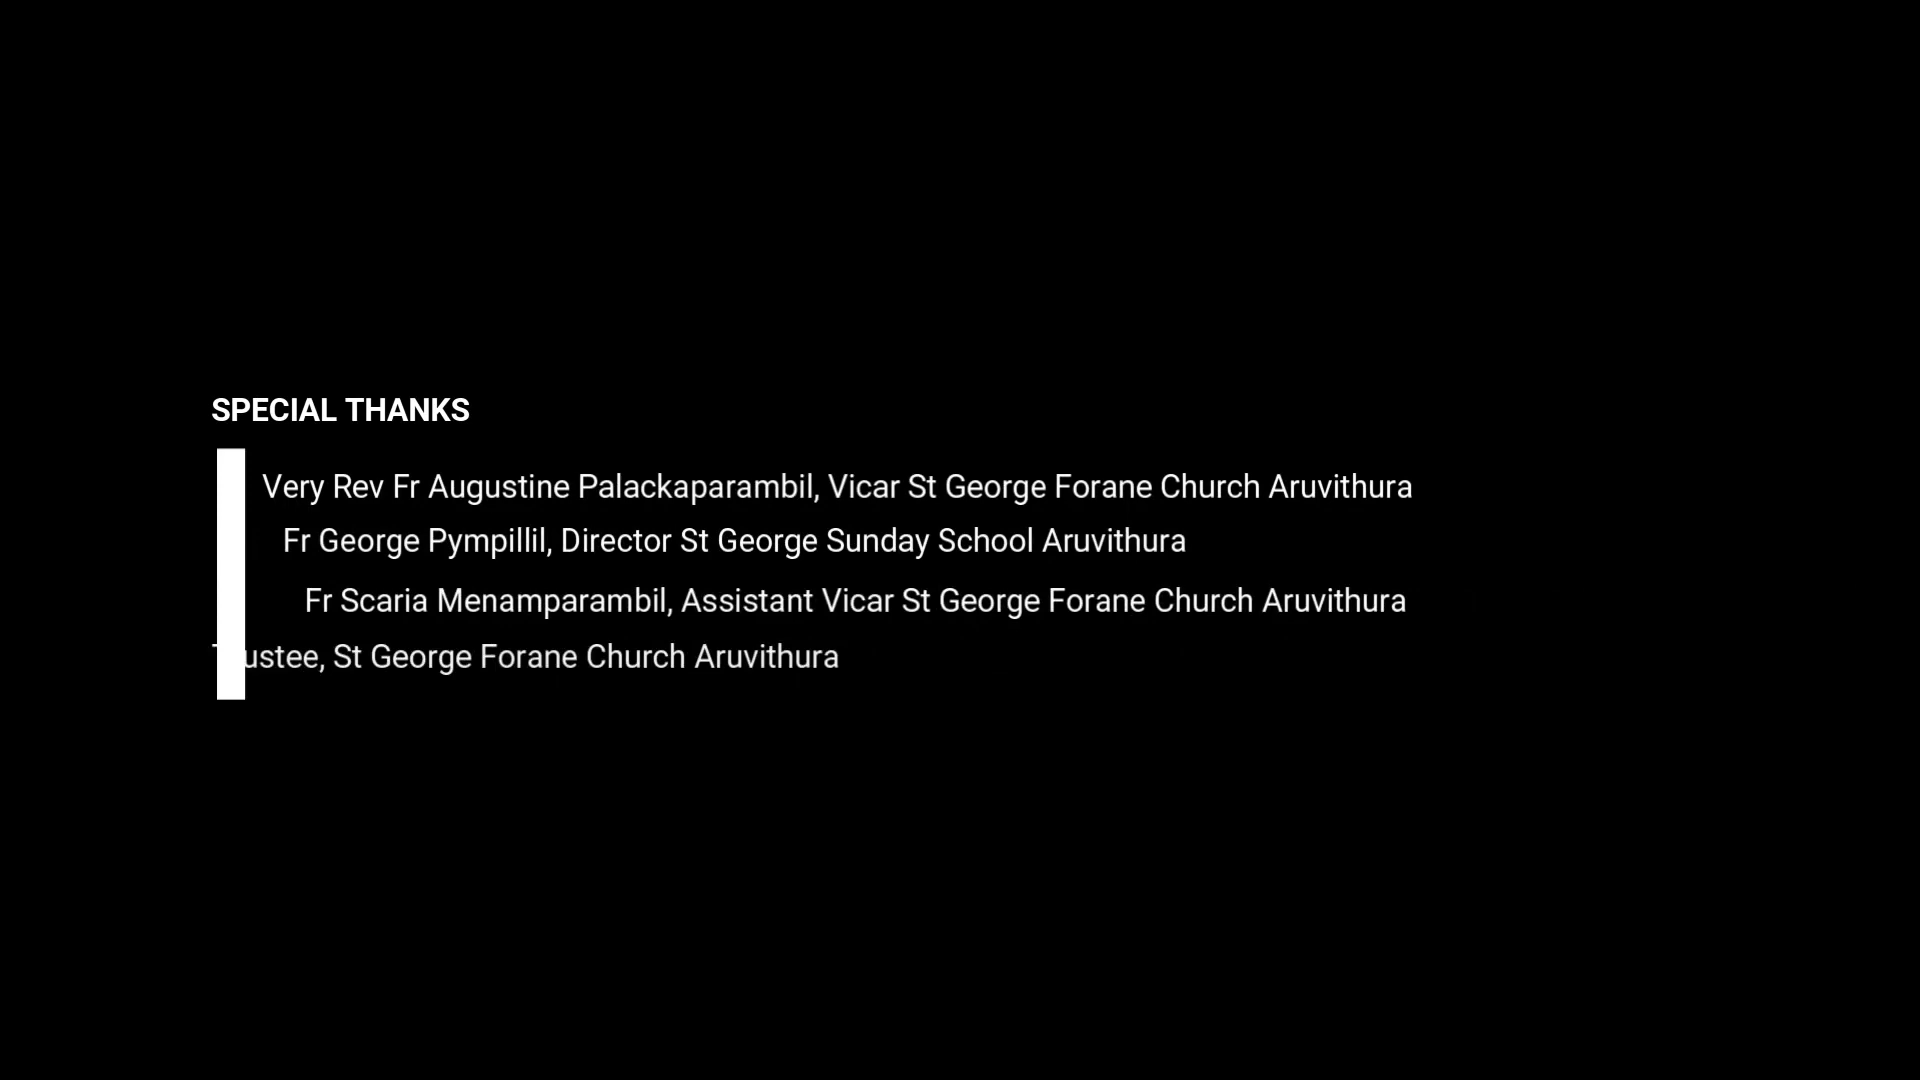 SPECIAL THANKS
Very Rev Fr Augustine Palackaparambil, Vicar St George Forane Church Aruvithura
Fr George Pympillil, Director St George Sunday School Aruvithura
Fr Scaria Menamparambil, Assistant Vicar St George Forane Church Aruvithura
Trustee, St George Forane Church Aruvithura